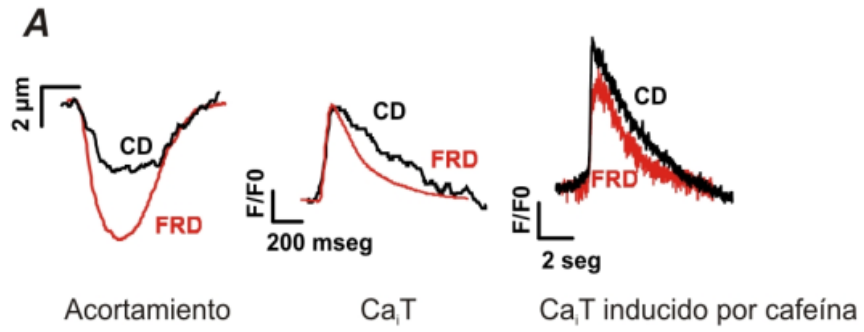 A
2 µm
CD
FRD
Acortamiento
F/F0
200 mseg
CD
FRD
CaiT
F/F0
2 seg
CD
FRD
CaiT inducido por cafeína